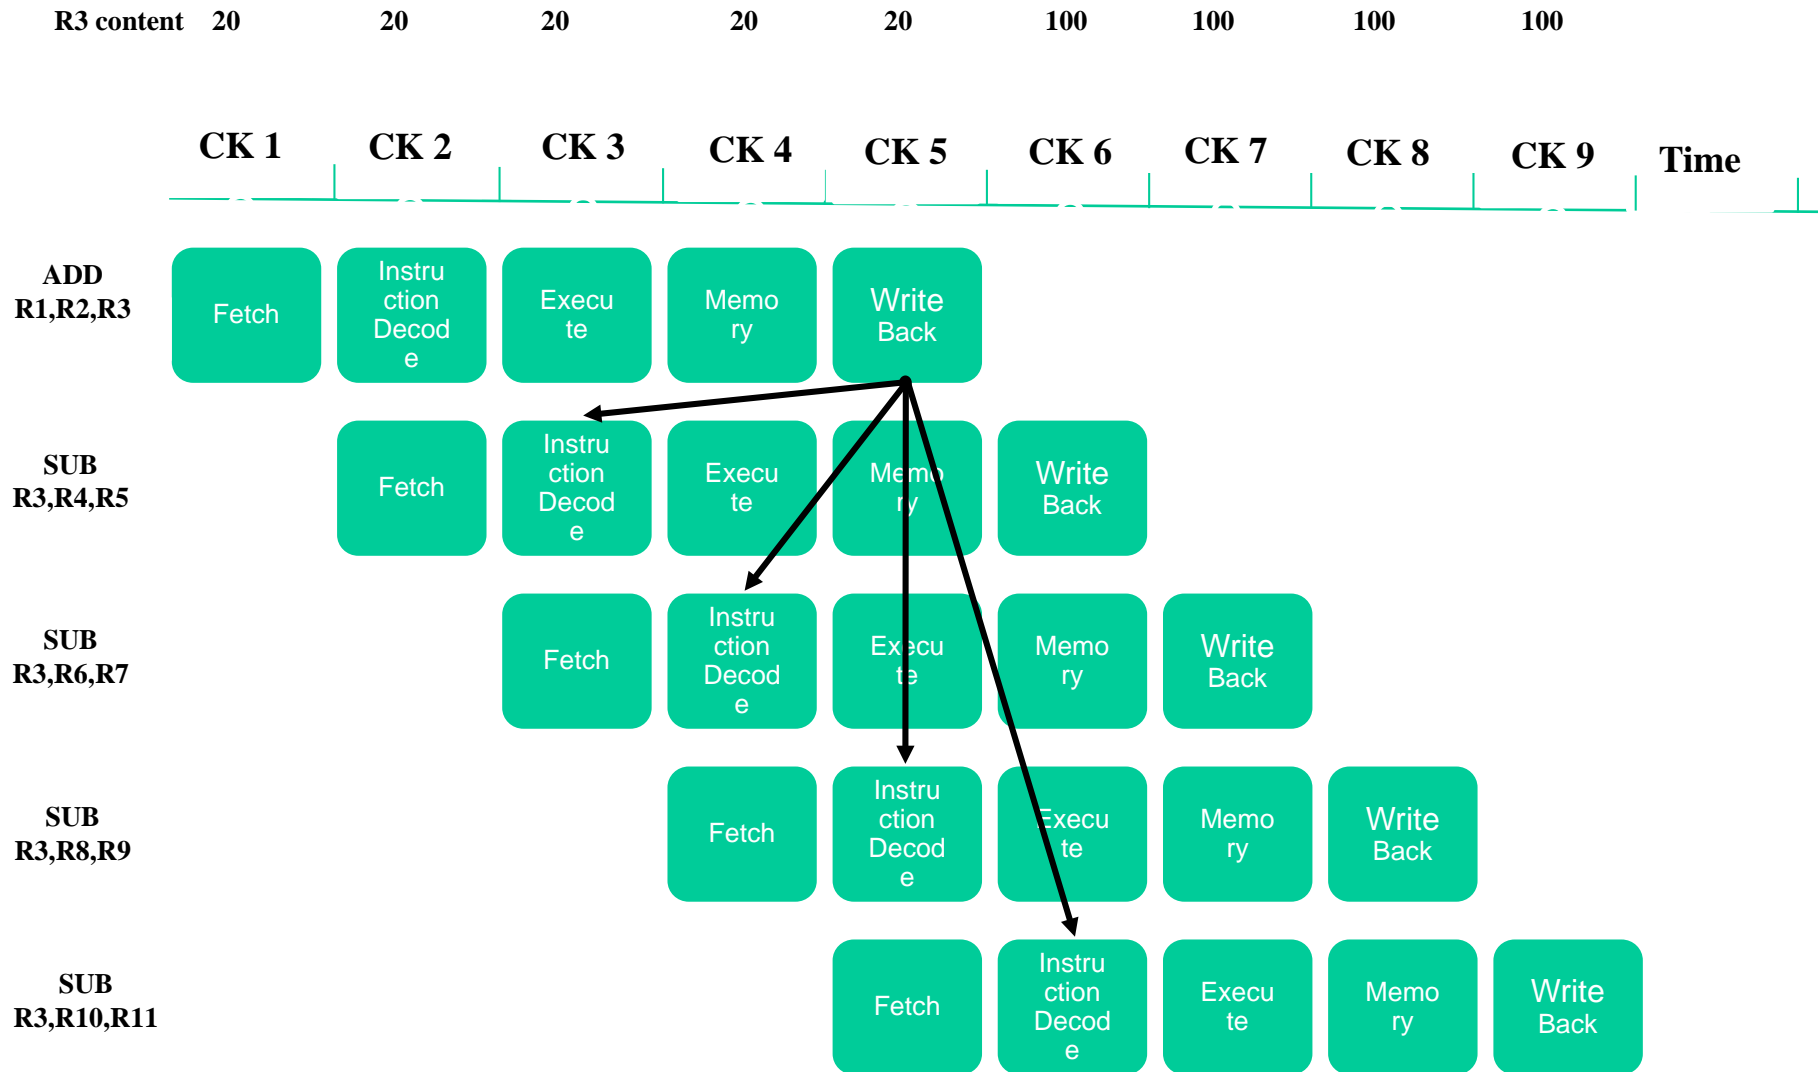 R3 content 20 20 20 20 20 100 100 100 100
CK 1 CK 2 CK 3 CK 4 CK 5 CK 6 CK 7 CK 8 CK 9 Time
ADD
R1,R2,R3
Fetch
Instru
ction
Decod
e
Execu
te
Memo
ry
Write
Back
SUB
R3,R4,R5
Fetch
Instru
ction
Decod
e
Execu
te
Memo
ry
Write
Back
SUB
R3,R6,R7
Fetch
Instru
ction
Decod
e
Execu
te
Memo
ry
Write
Back
SUB
R3,R8,R9
Fetch
Instru
ction
Decod
e
Execu
te
Memo
ry
Write
Back
SUB
R3,R10,R11
Fetch
Instru
ction
Decod
e
Execu
te
Memo
ry
Write
Back